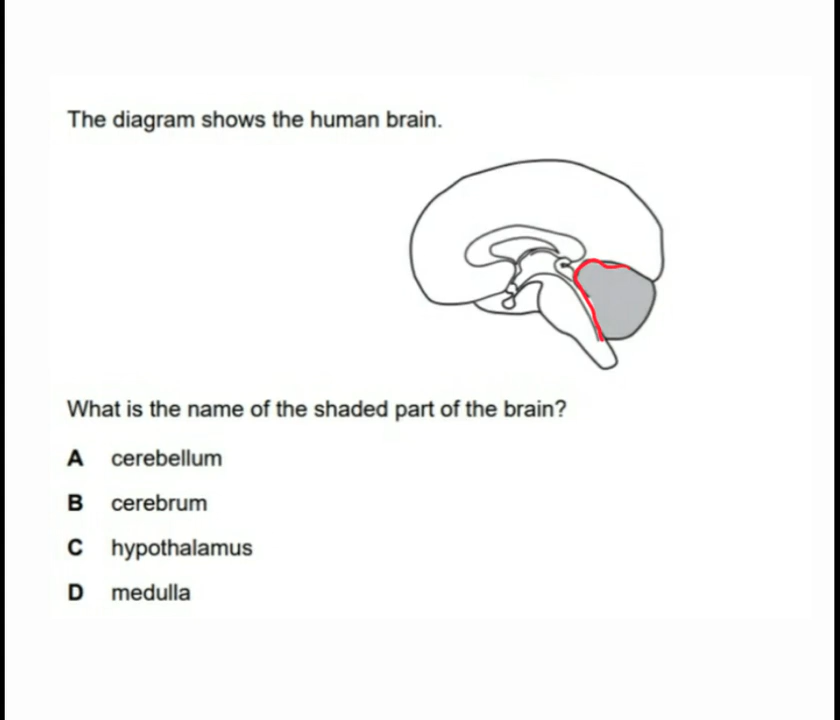 The diagram shows the human brain.
What is the name of the shaded part of the brain?
A cerebellum
B cerebrum
C hypothalamus
D medulla